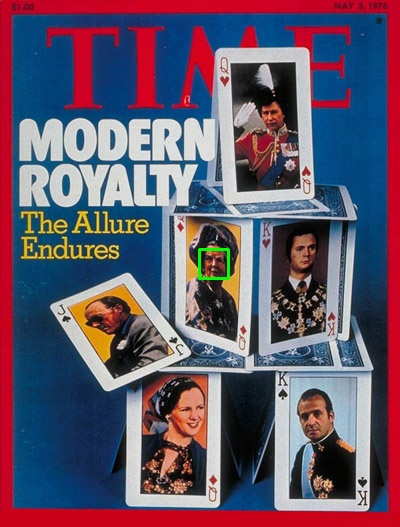 $1.00
MAY 3, 1976
TIME
MODERN
ROYALTY
The Allure
Endures
Q
Q
Q
Q
K
K
J
J
Q
K
K